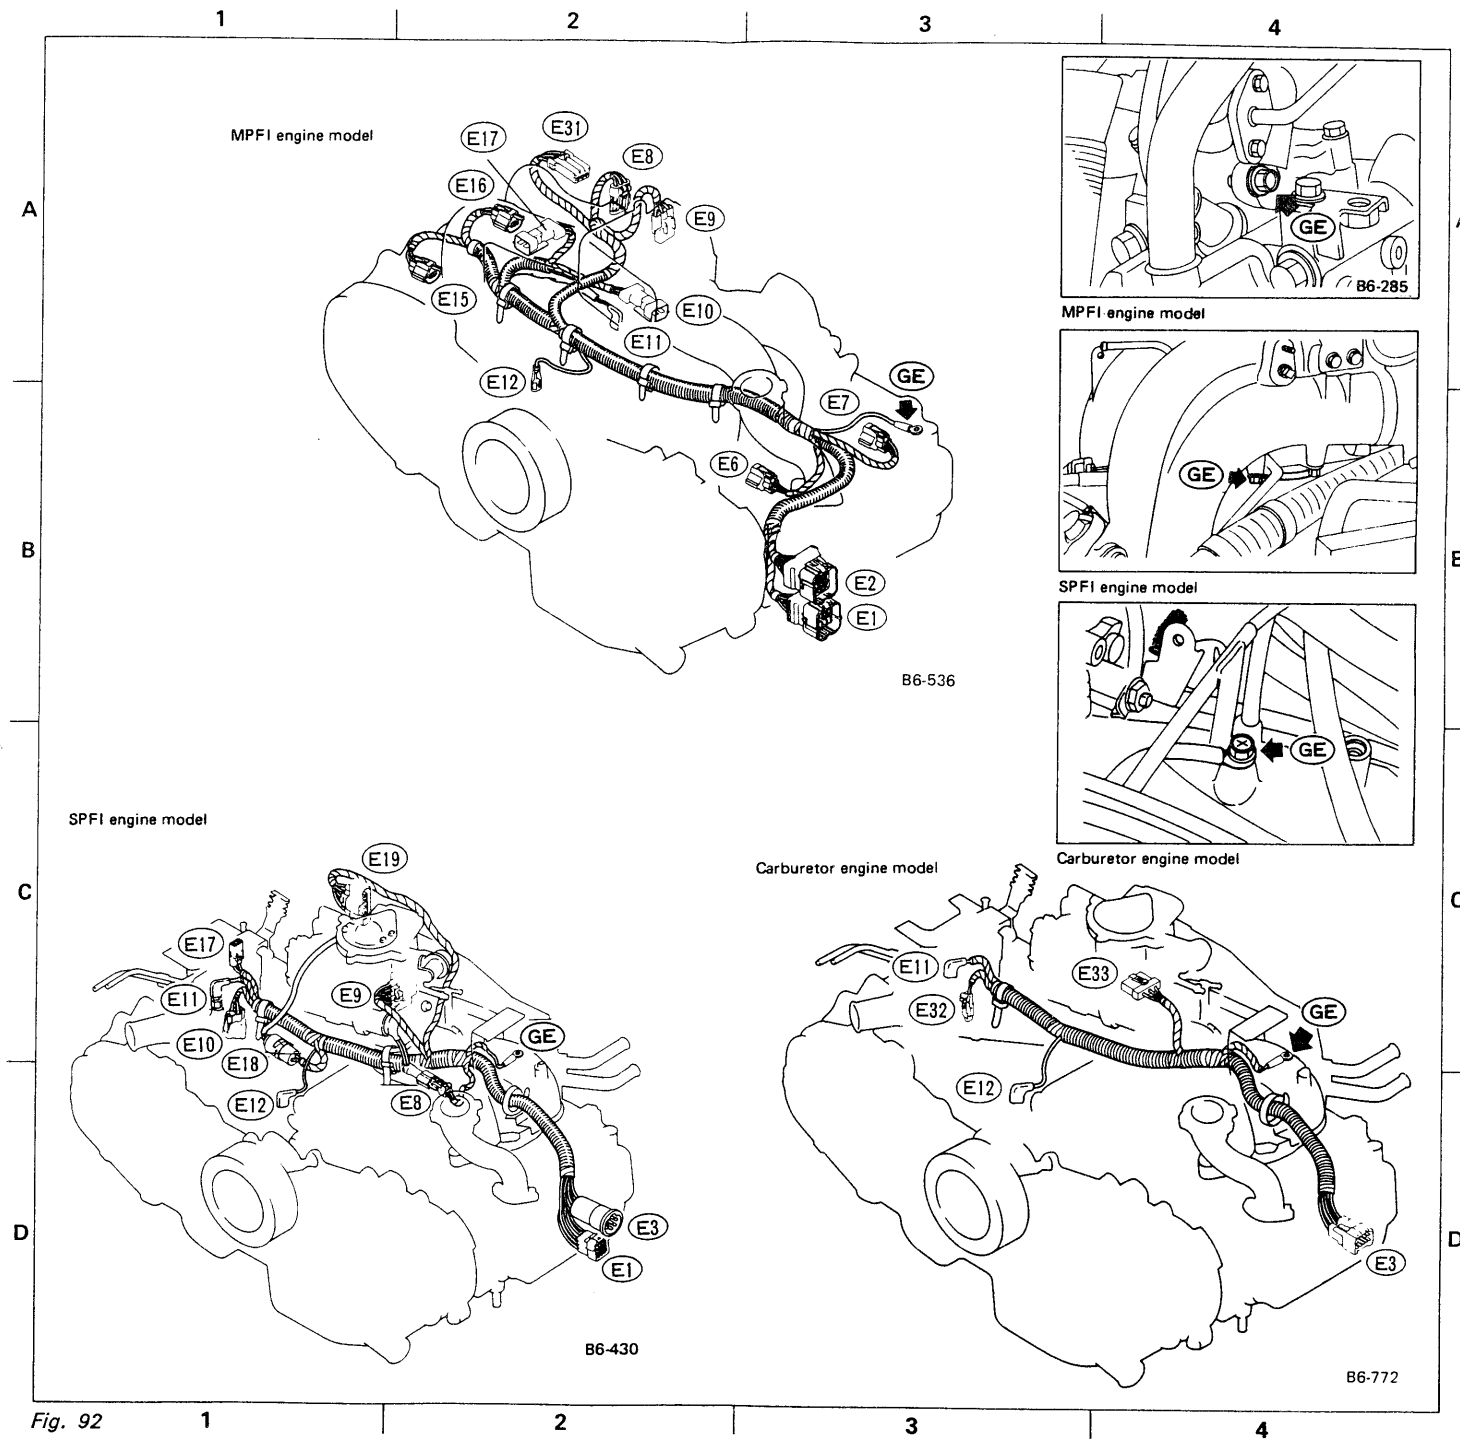 1 2 3 4
A
B
C
D
A
B
C
D
MPFI engine model
E31
E17
E8
E16
E9
E15
E10
E11
E12
GE
E7
E6
E2
E1
B6-536
GE
B6-285
MPFI engine model
GE
SPFI engine model
GE
Carburetor engine model
SPFI engine model
E19
E17
E11
E9
E10
E18
GE
E12
E8
E3
E1
B6-430
Carburetor engine model
E11
E33
E32
GE
E12
E3
B6-772
Fig. 92 1 2 3 4